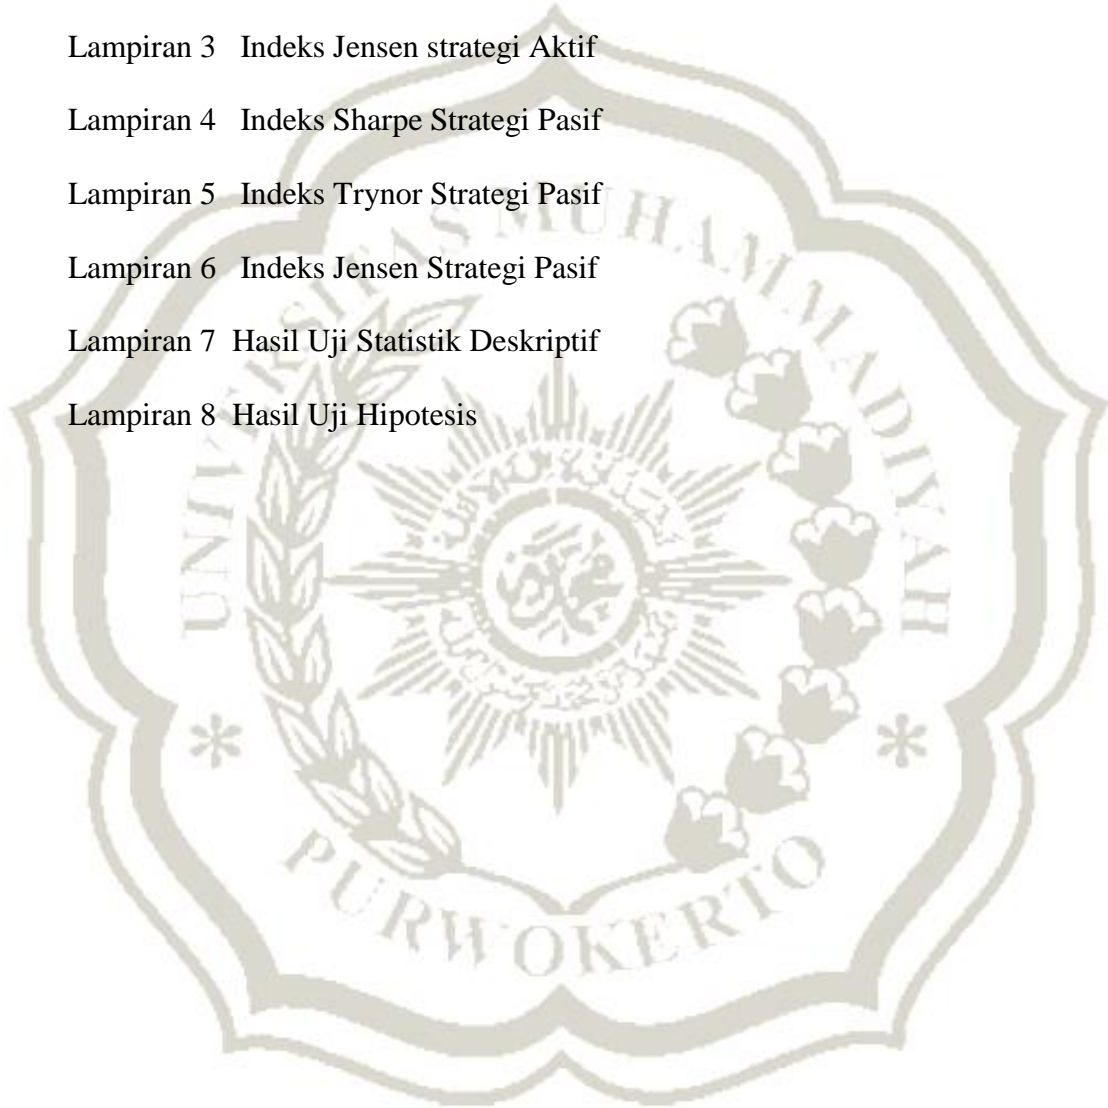 Lampiran 3 Indeks Jensen strategi Aktif
Lampiran 4 Indeks Sharpe Strategi Pasif
Lampiran 5 Indeks Trynor Strategi Pasif
Lampiran 6 Indeks Jensen Strategi Pasif
Lampiran 7 Hasil Uji Statistik Deskriptif
Lampiran 8 Hasil Uji Hipotesis
UNIVERSITAS MUHAMMADIYAH
PURWOKERTO